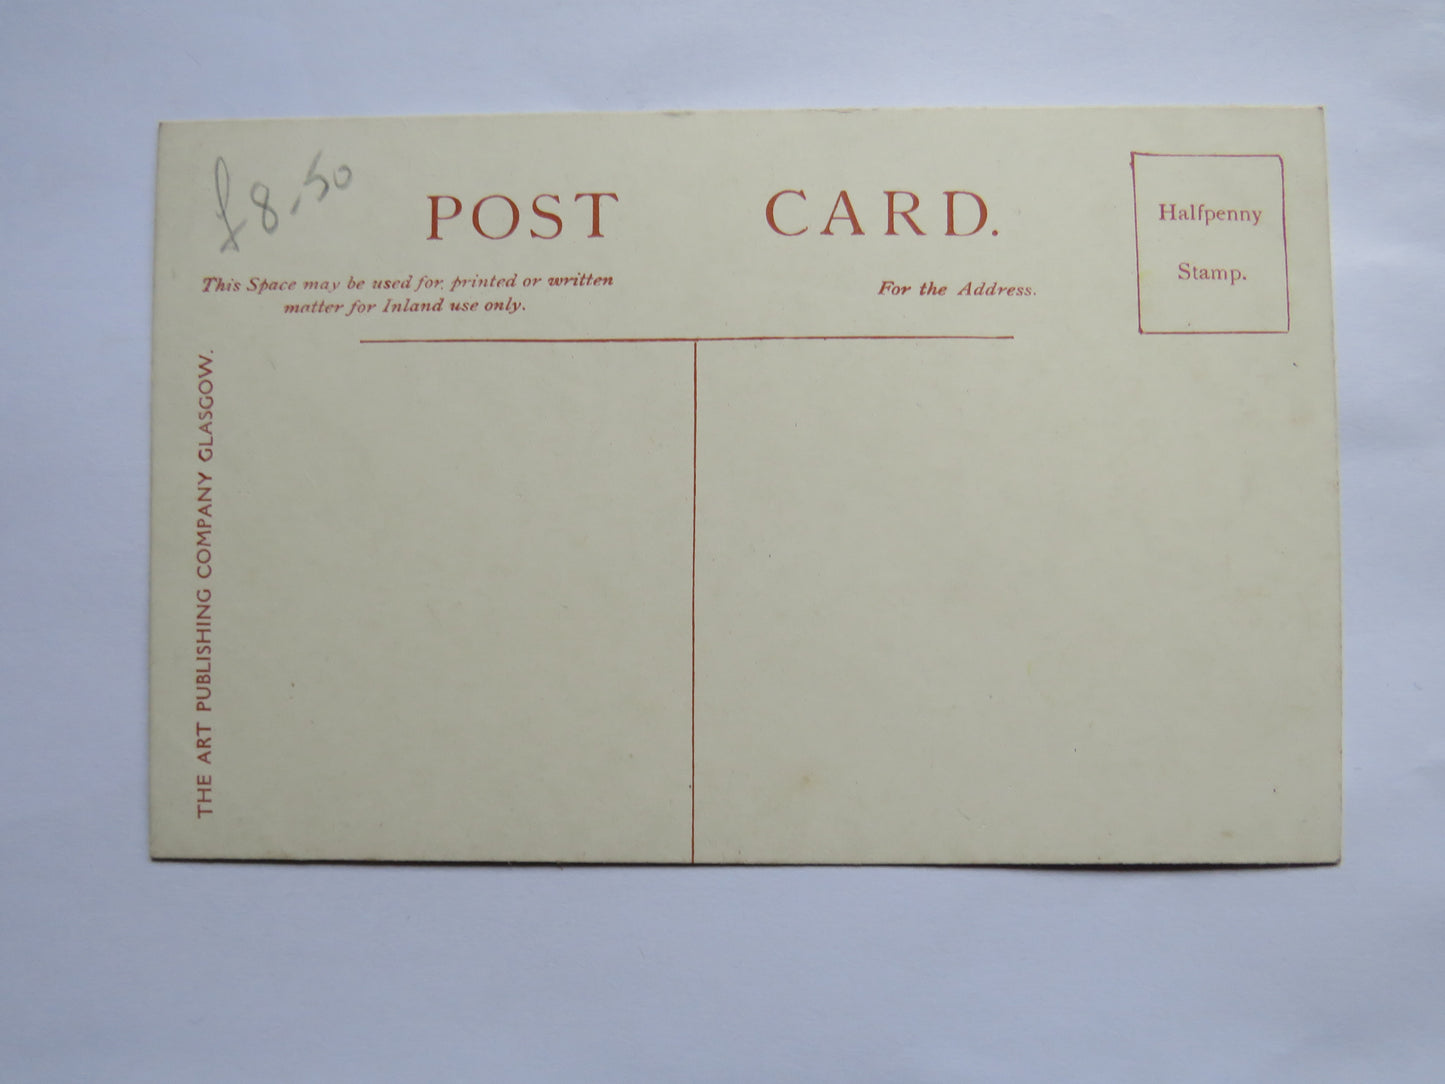 £8.50
POST CARD.
Halfpenny
Stamp.
This Space may be used for printed or written
matter for Inland use only.
For the Address.
THE ART PUBLISHING COMPANY GLASGOW.